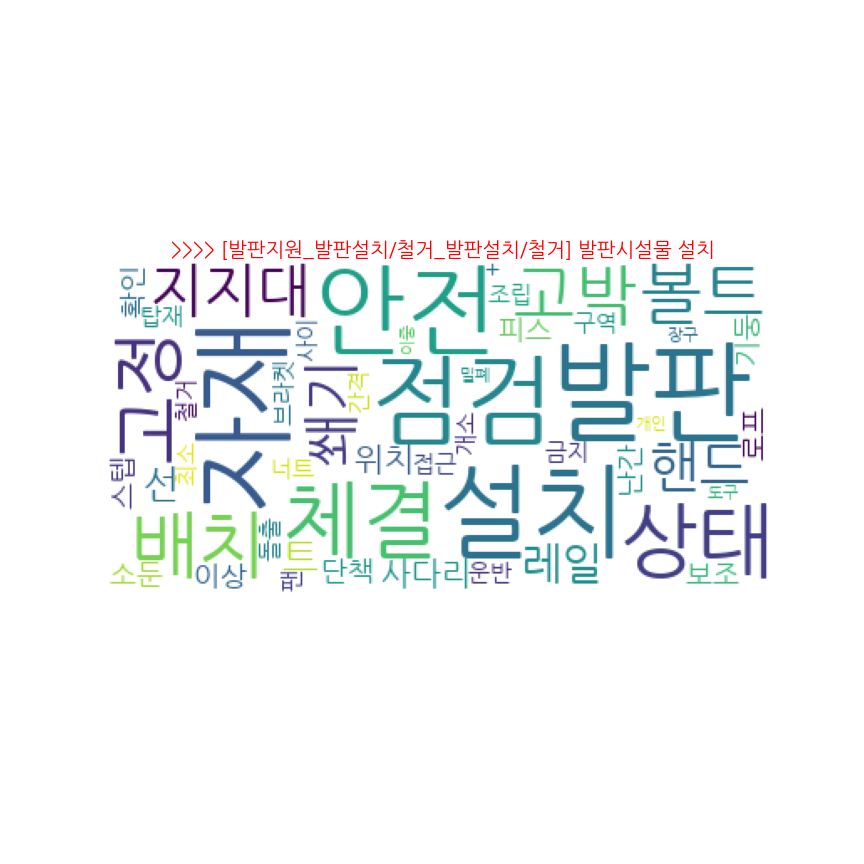 >>>> [발판지원_발판설치/철거_발판설치/철거] 발판시설물 설치
확인
지지대
안전
+
조립
고박
볼트
탑재
사이
이출
피스
구역
장구
기둥
고정
철거
자재
브라켓
쐐기
간격
점검
발판
개소
개인
로프
스텝
선
최소
너트
위치
접근
금지
난간
핸드
도구
배치
돌출
체결
설치
상태
소둔
이상
팬
단책
사다리
운반
레일
보조